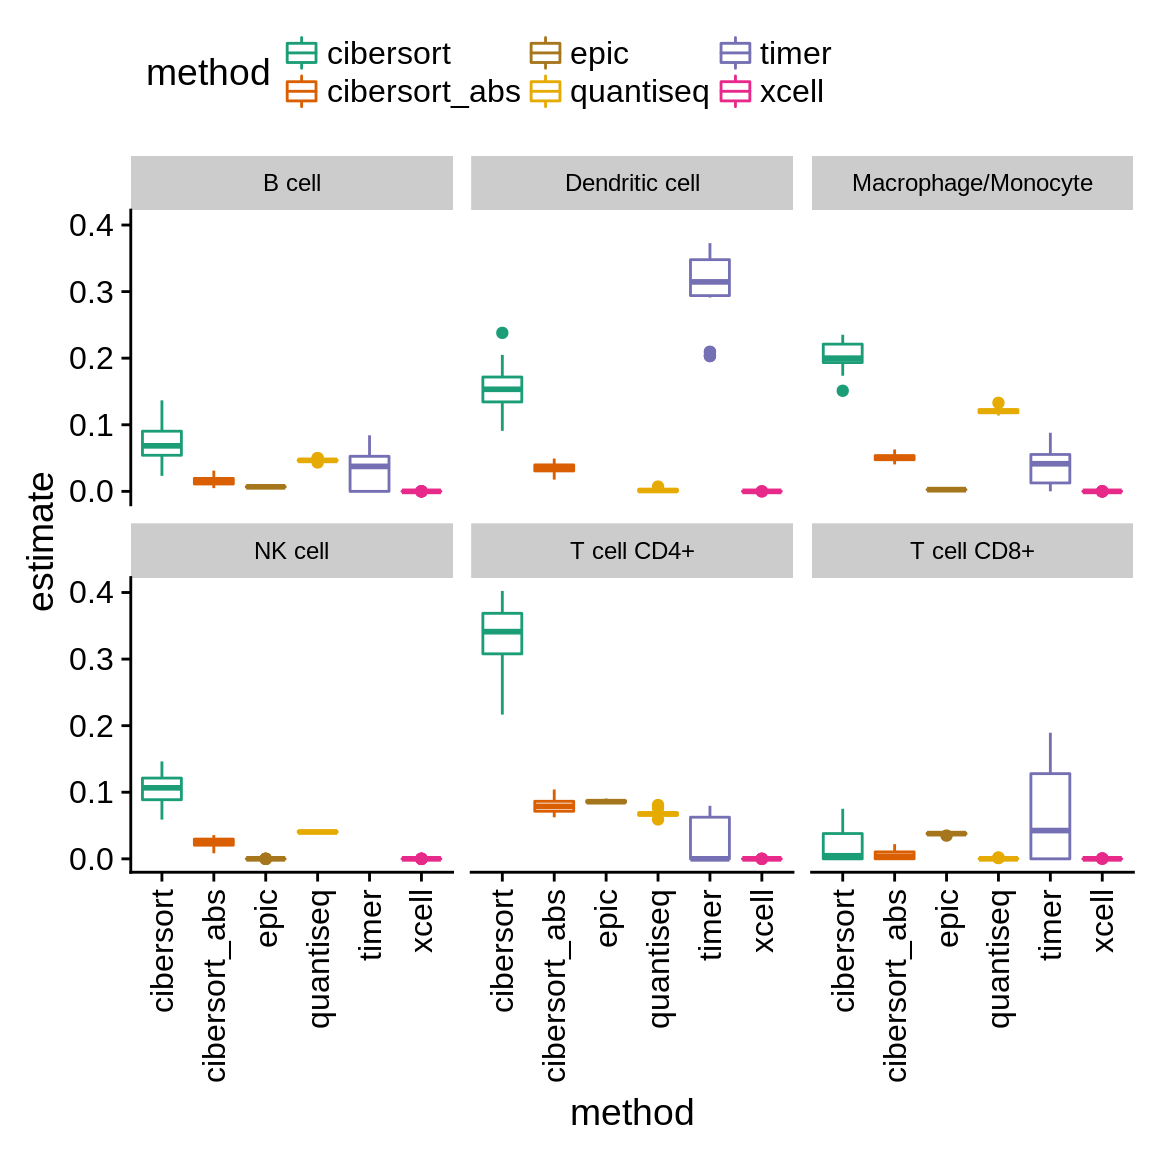 method
cibersort epic timer
cibersort_abs quantiseq xcell
B cell Dendritic cell Macrophage/Monocyte
0.4
0.3
0.2
0.1
0.0
estimate
NK cell T cell CD4+ T cell CD8+
0.4
0.3
0.2
0.1
0.0
cibersort cibersort_abs epic quantiseq timer xcell cibersort cibersort_abs epic quantiseq timer xcell cibersort cibersort_abs epic quantiseq timer xcell
method